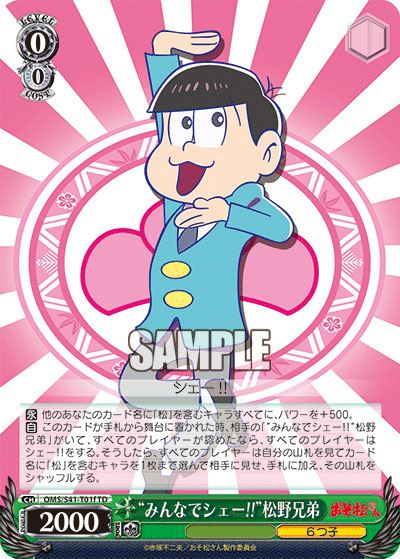 LEVEL
0
0
COST
SAMPLE
シェー!!
永 他のあなたのカード名に「松」を含むキャラすべてに、パワーを+500。
自 このカードが手札から舞台に置かれた時、相手の「“みんなでシェー!!”松野
兄弟」がいて、すべてのプレイヤーが認めたなら、すべてのプレイヤーは
シェー!!をする。そうしたら、すべてのプレイヤーは自分の山札を見てカード
名に「松」を含むキャラを1枚まで選んで相手に見せ、手札に加え、その山札を
シャッフルする。
CH OMS/S41-T01f TD
“みんなでシェー!!”松野兄弟
おそ松さん
POWER
2000
6つ子
©赤塚不二夫／おそ松さん製作委員会